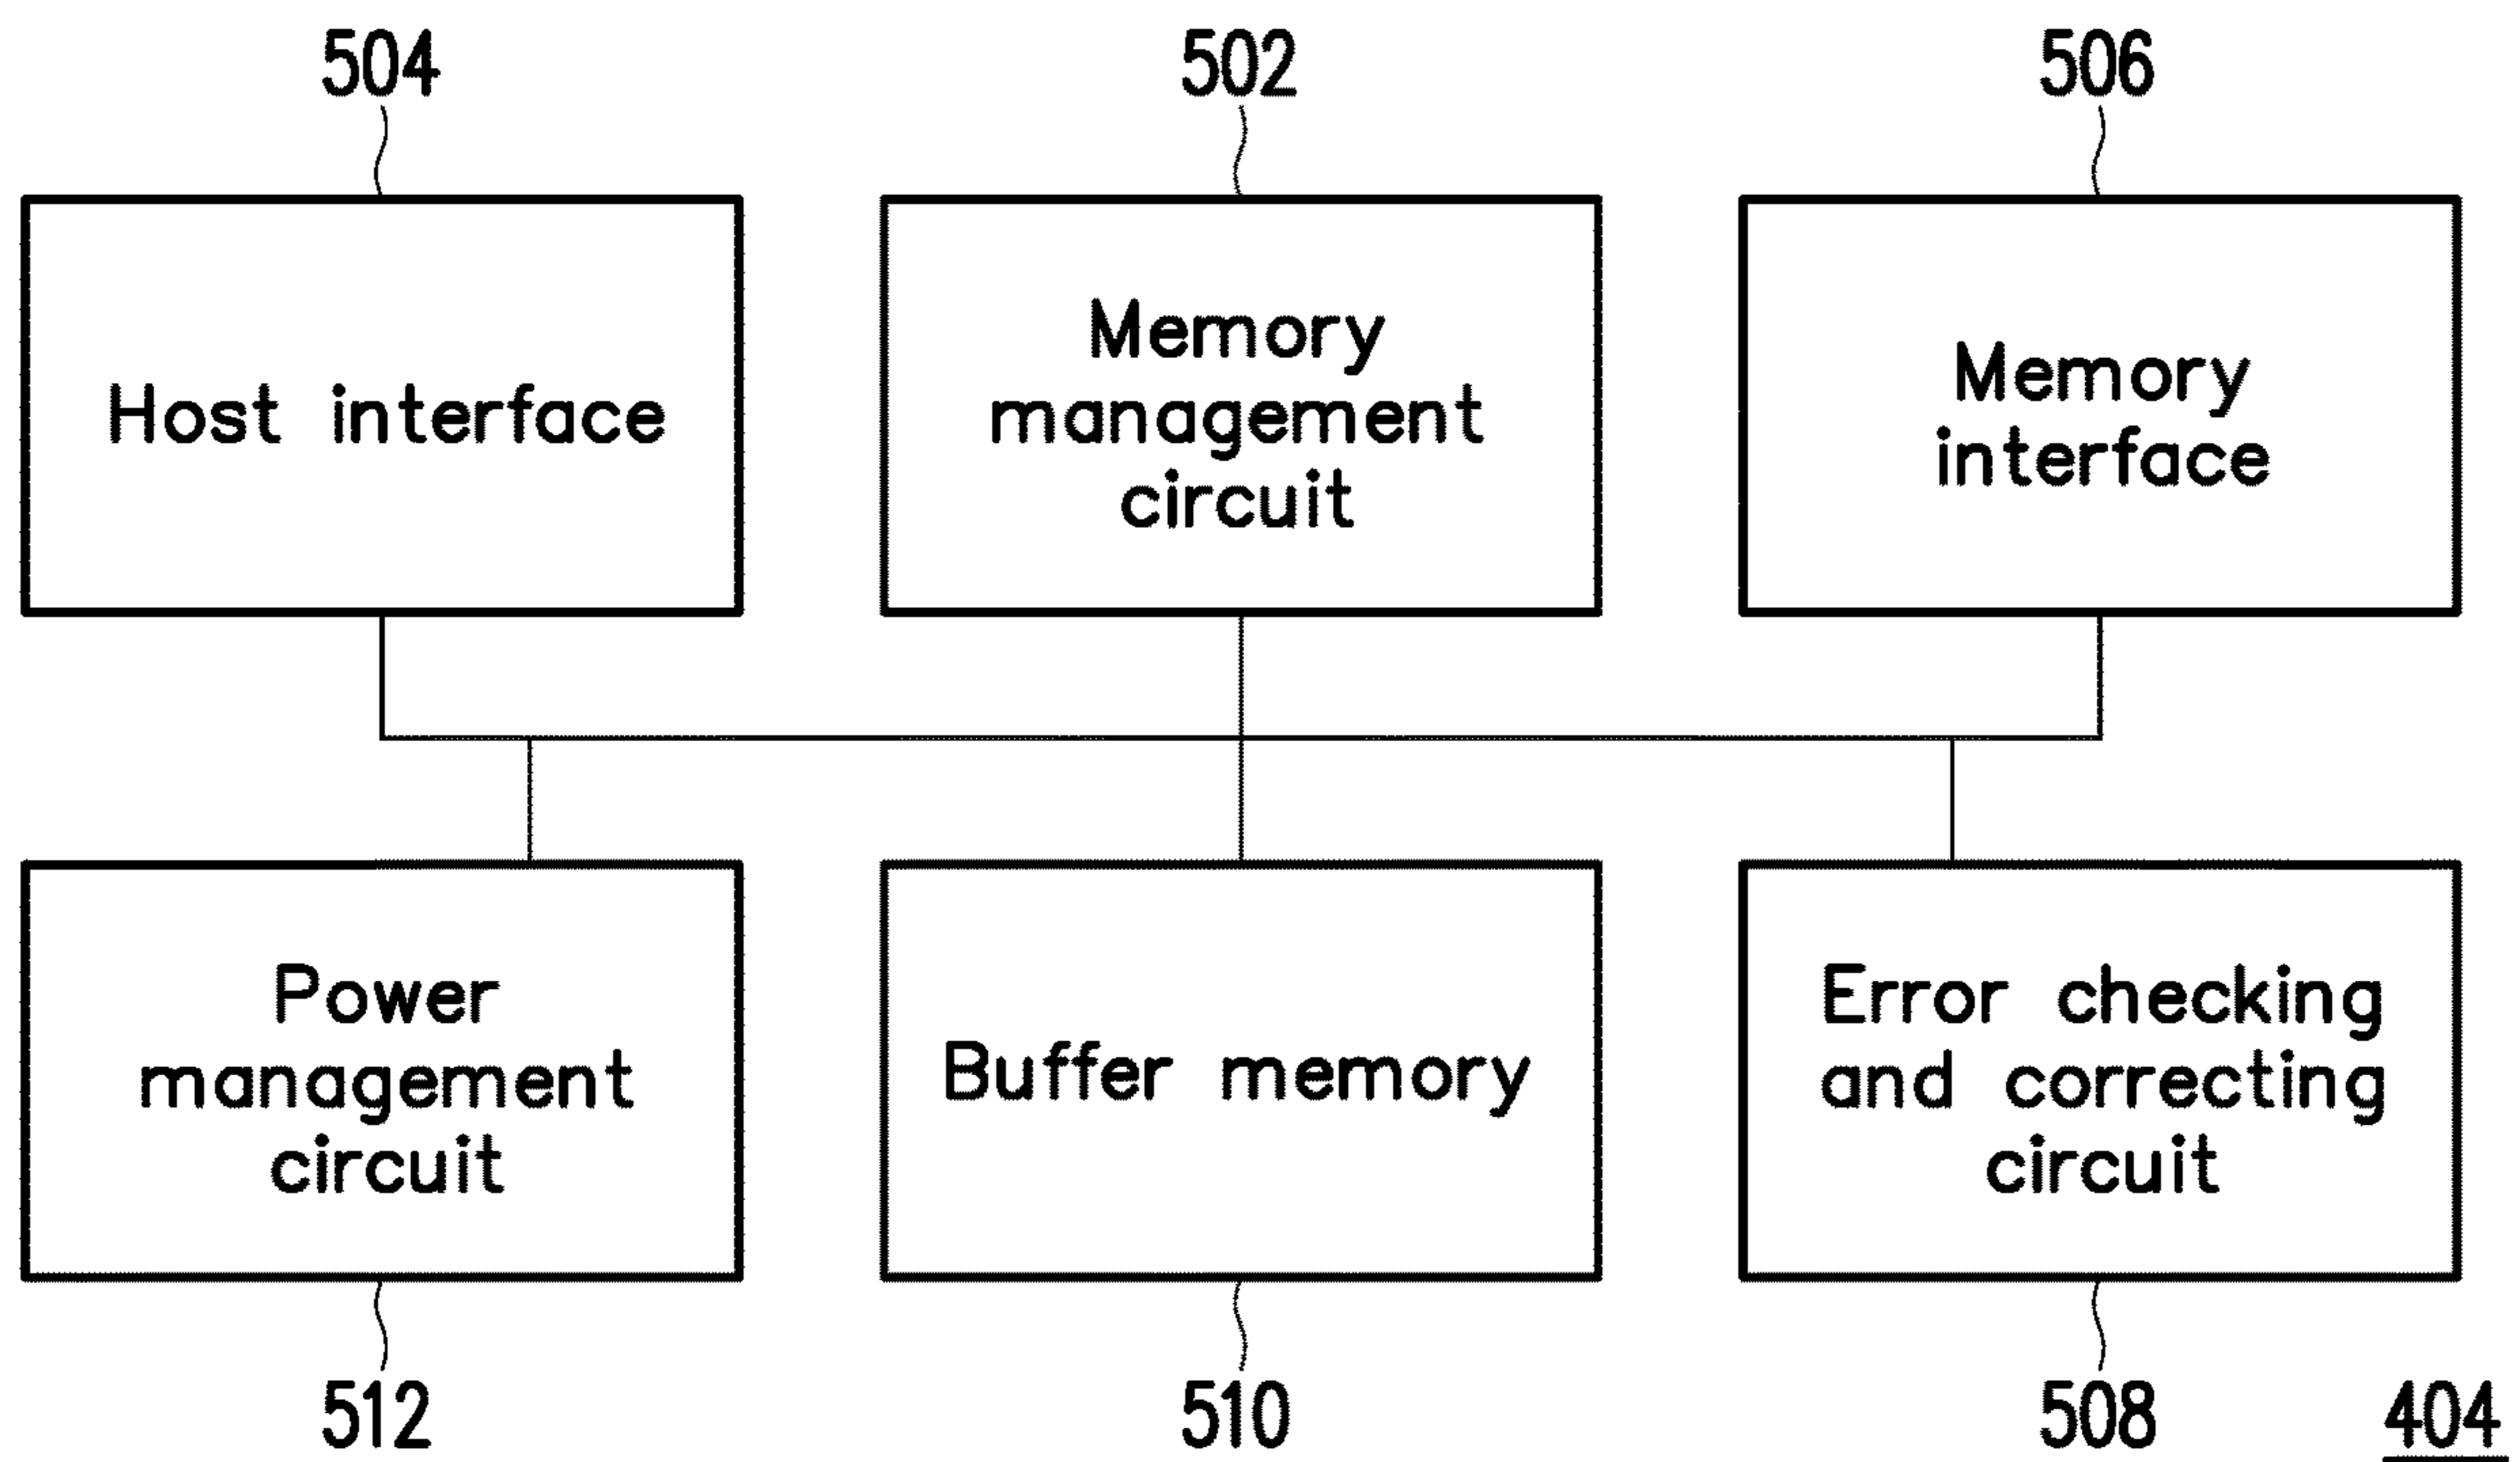 504
502
506
Host interface
Memory
management
circuit
Memory
interface
Power
management
circuit
Buffer memory
Error checking
and correcting
circuit
512
510
508
404